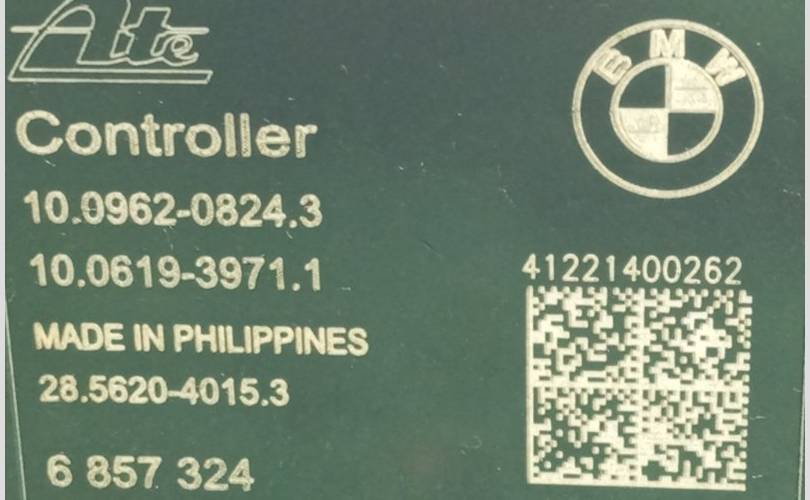 Ate
BMW
Controller
10.0962-0824.3
10.0619-3971.1
41221400262
MADE IN PHILIPPINES
28.5620-4015.3
6 857 324